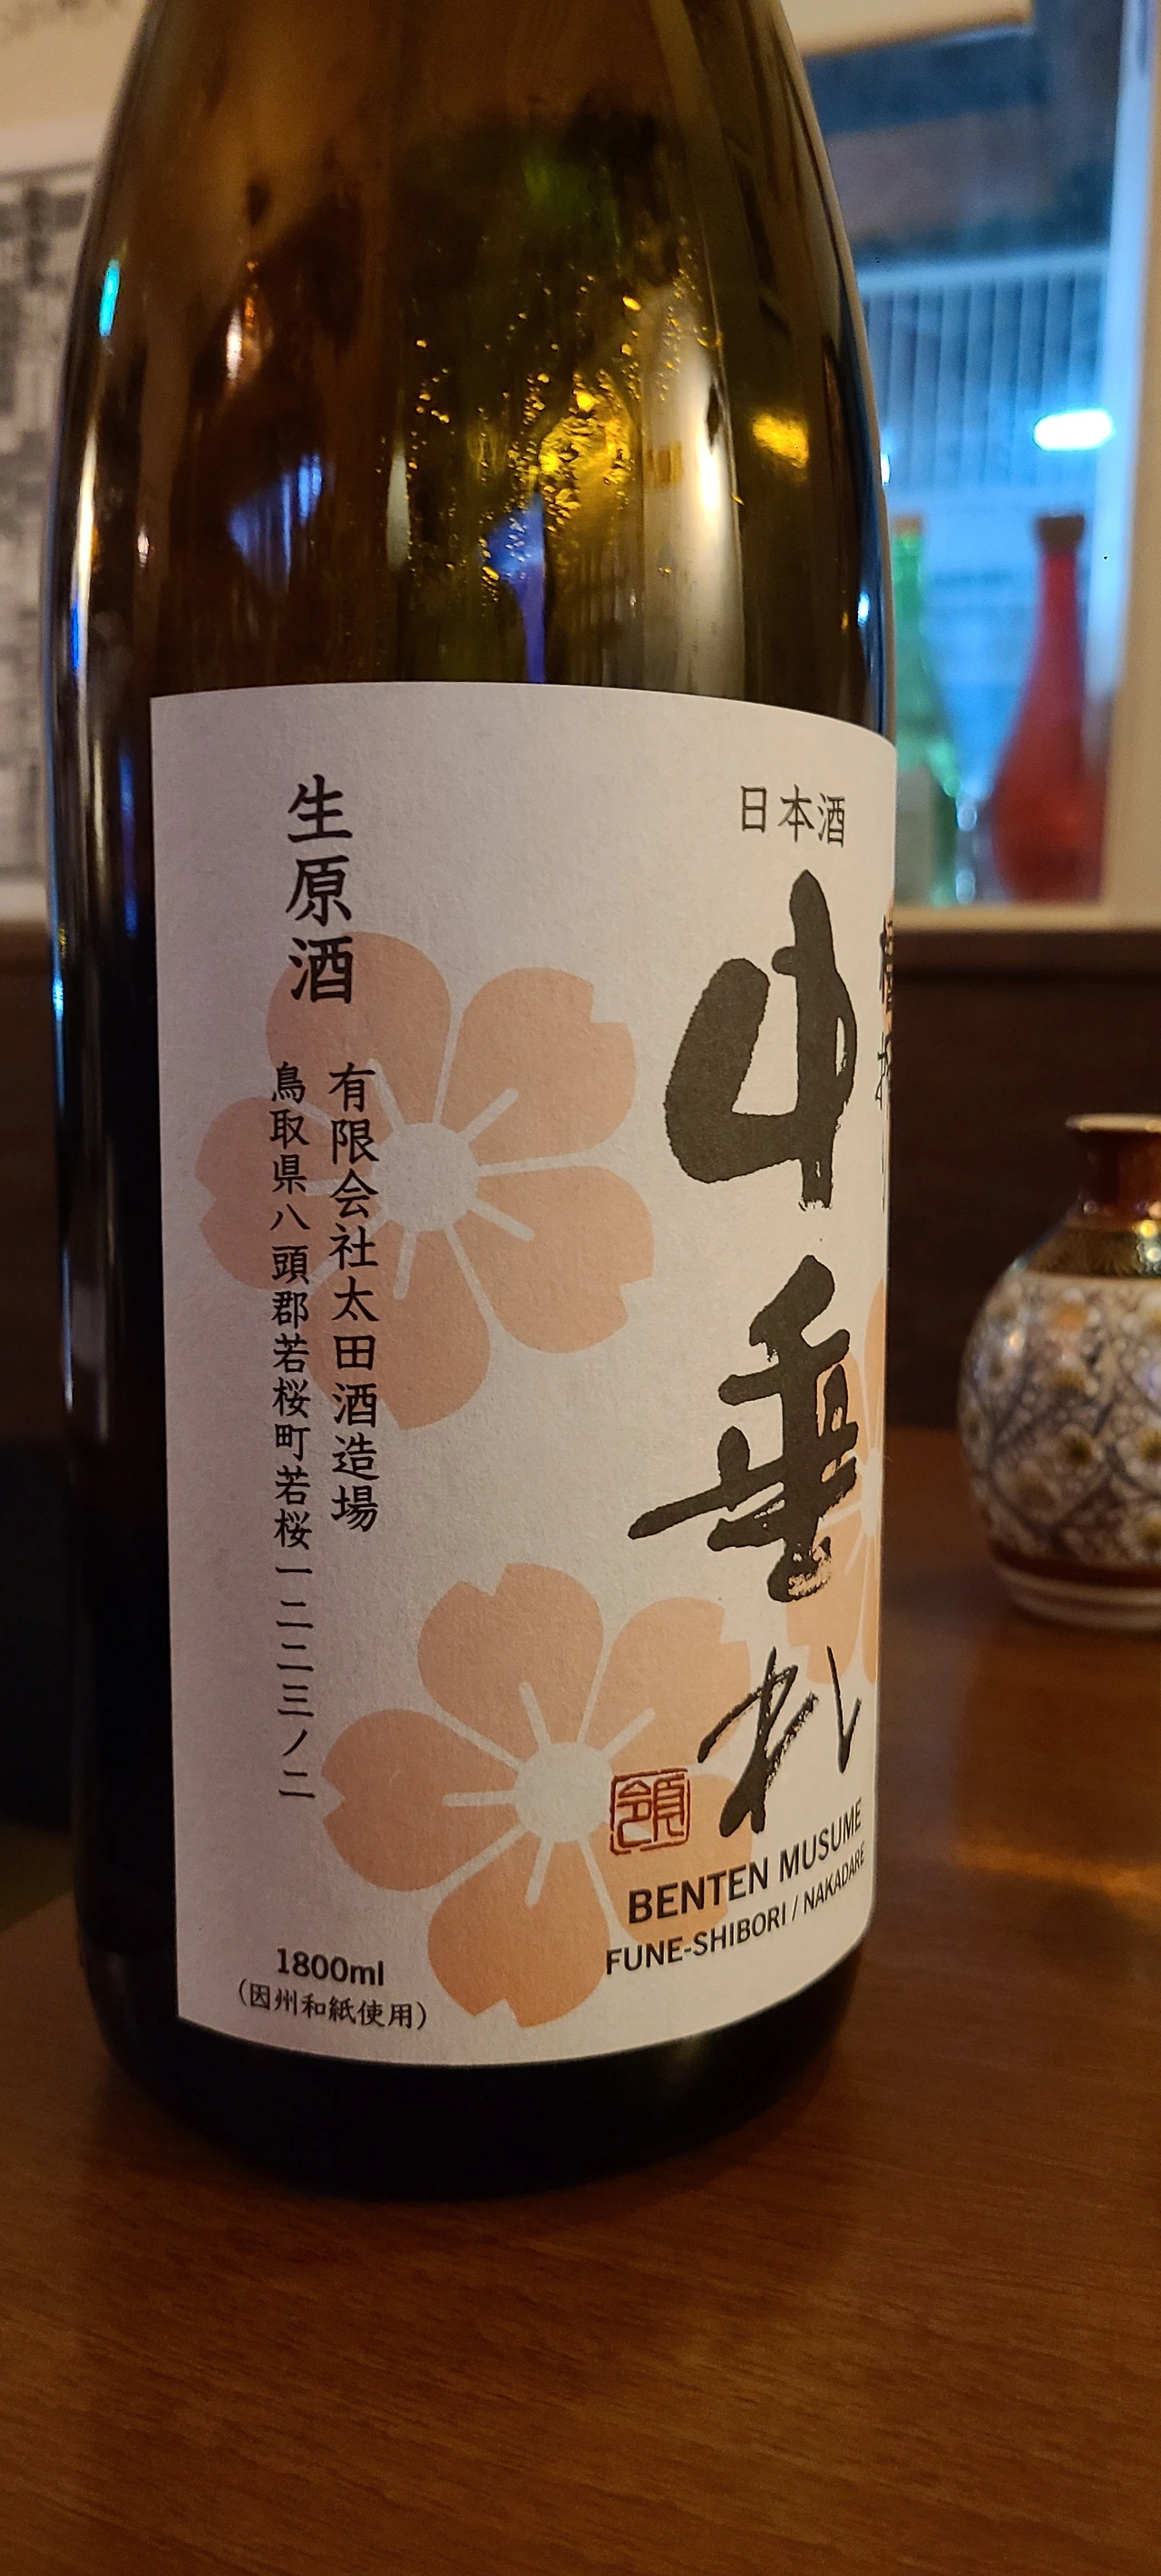 日本酒
中垂れ
BENTEN MUSUME
FUNE-SHIBORI / NAKADARE
生原酒
有限会社太田酒造場
鳥取県八頭郡若桜町若桜一二二三ノ二
1800ml
(因州和紙使用)